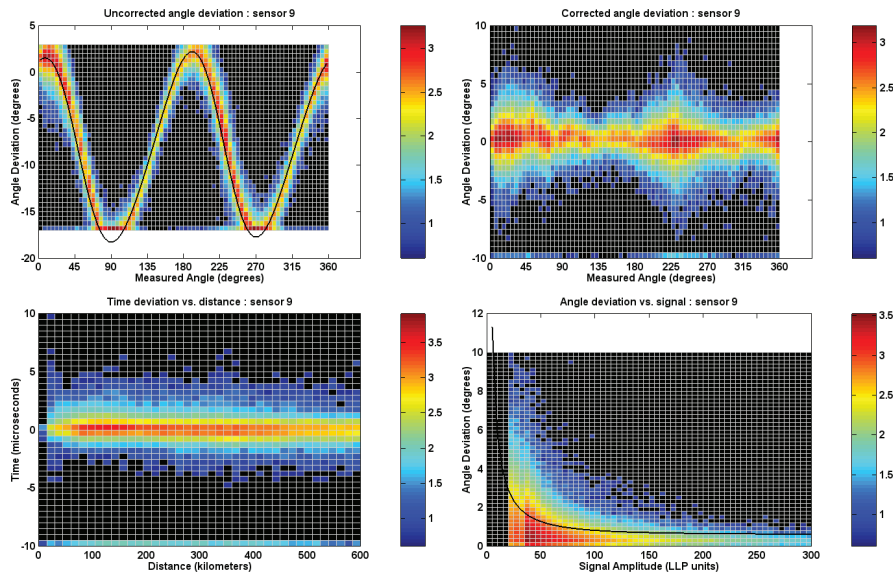 Uncorrected angle deviation : sensor 9
Angle Deviation (degrees)
0
-5
-10
-15
-20
0 45 90 135 180 225 270 315 360
Measured Angle (degrees)
3
2.5
2
1.5
1
Corrected angle deviation : sensor 9
Angle Deviation (degrees)
10
5
0
-5
-10
0 45 90 135 180 225 270 315 360
Measured Angle (degrees)
3
2.5
2
1.5
1
Time deviation vs. distance : sensor 9
Time (microseconds)
10
5
0
-5
-10
0 100 200 300 400 500 600
Distance (kilometers)
3.5
3
2.5
2
1.5
1
Angle deviation vs. signal : sensor 9
Angle Deviation (degrees)
12
10
8
6
4
2
0
0 50 100 150 200 250 300
Signal Amplitude (LLP units)
3.5
3
2.5
2
1.5
1